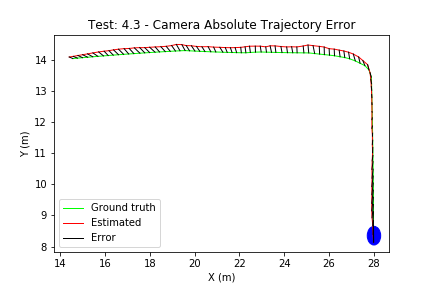 Test: 4.3 - Camera Absolute Trajectory Error
14
13
12
11
10
9
8
Y (m)
Ground truth
Estimated
Error
14 16 18 20 22 24 26 28
X (m)